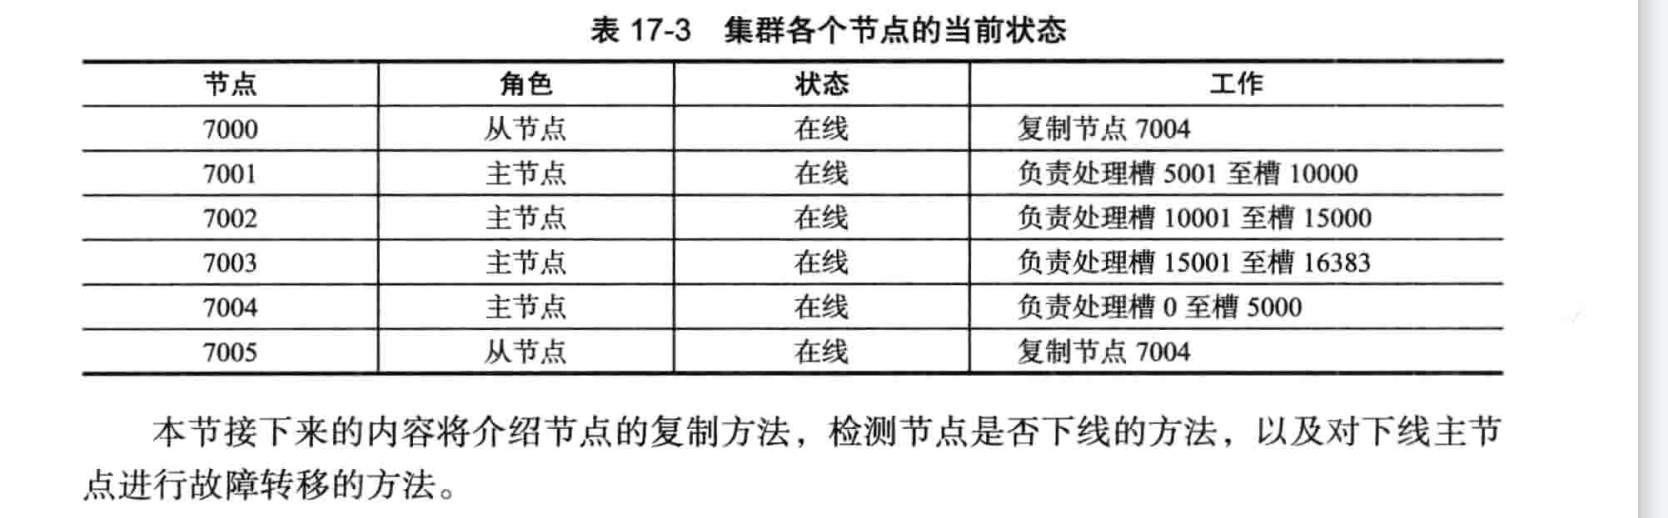 表 17-3 集群各个节点的当前状态
节点 角色 状态 工作
7000 从节点 在线 复制节点 7004
7001 主节点 在线 负责处理槽 5001 至槽 10000
7002 主节点 在线 负责处理槽 10001 至槽 15000
7003 主节点 在线 负责处理槽 15001 至槽 16383
7004 主节点 在线 负责处理槽 0 至槽 5000
7005 从节点 在线 复制节点 7004
本节接下来的内容将介绍节点的复制方法，检测节点是否下线的方法，以及对下线主节
点进行故障转移的方法。